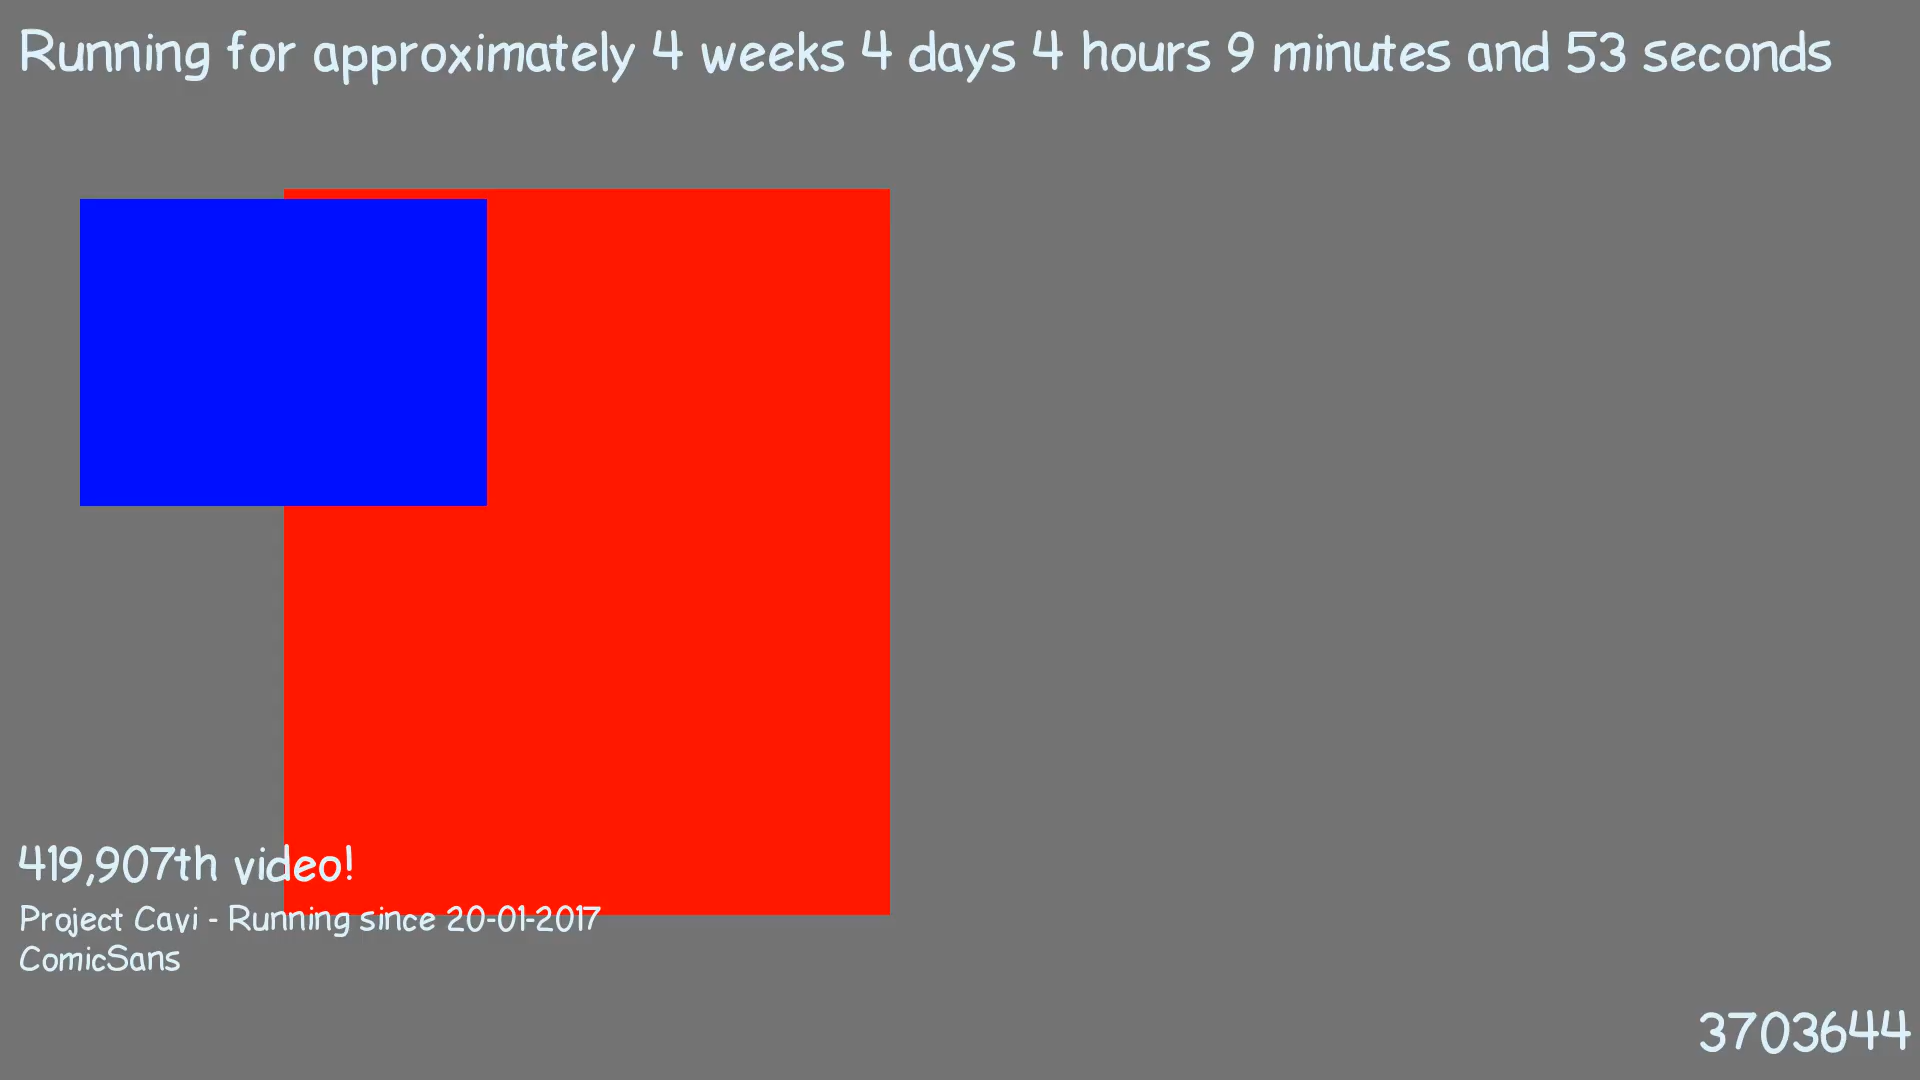 Running for approximately 4 weeks 4 days 4 hours 9 minutes and 53 seconds
419,907th video!
Project Cavi - Running since 20-01-2017
ComicSans
3703644